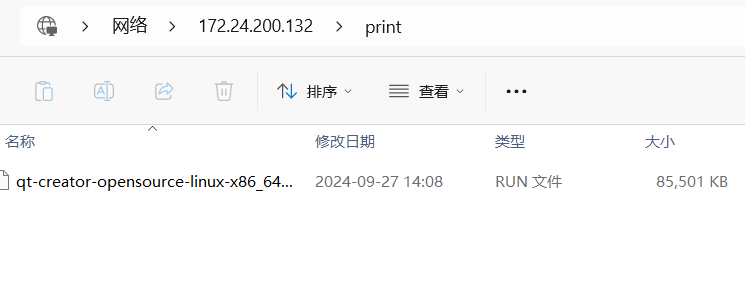 网络 > 172.24.200.132 > print
排序 查看 •••
名称 修改日期 类型 大小
qt-creator-opensource-linux-x86_64... 2024-09-27 14:08 RUN 文件 85,501 KB